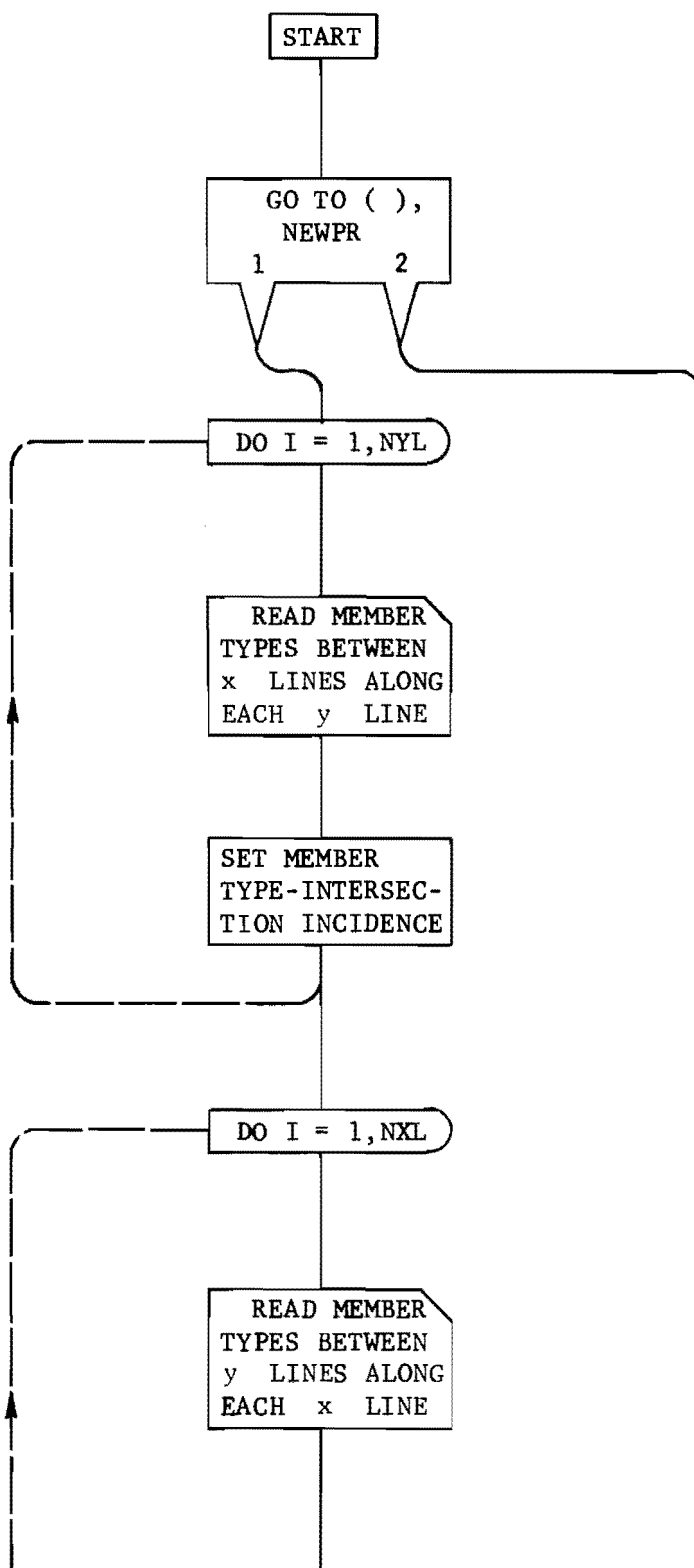 START
GO TO ( ),
NEWPR
1 2
DO I = 1,NYL
READ MEMBER
TYPES BETWEEN
x LINES ALONG
EACH y LINE
SET MEMBER
TYPE-INTERSEC-
TION INCIDENCE
DO I = 1,NXL
READ MEMBER
TYPES BETWEEN
y LINES ALONG
EACH x LINE